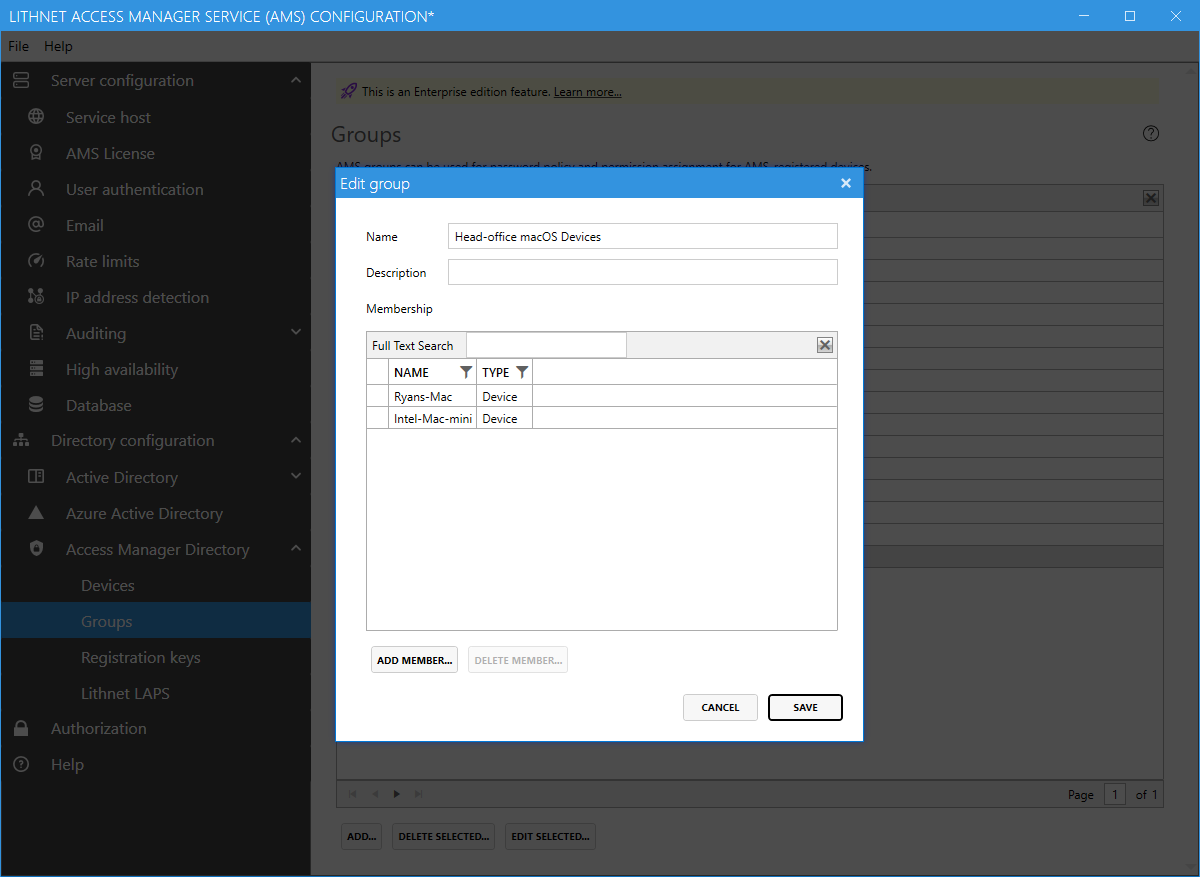 LITHNET ACCESS MANAGER SERVICE (AMS) CONFIGURATION*
File Help
Server configuration
Service host
AMS License
User authentication
Email
Rate limits
IP address detection
Auditing
High availability
Database
Directory configuration
Active Directory
Azure Active Directory
Access Manager Directory
Devices
Groups
Registration keys
Lithnet LAPS
Authorization
Help
This is an Enterprise edition feature. Learn more...
Groups
AMS groups can be used for password policy and permission assignment for AMS-registered devices.
Edit group
Name Head-office macOS Devices
Description
Membership
Full Text Search
NAME TYPE
Ryans-Mac Device
Intel-Mac-mini Device
ADD MEMBER... DELETE MEMBER...
CANCEL SAVE
Page 1 of 1
ADD... DELETE SELECTED... EDIT SELECTED...